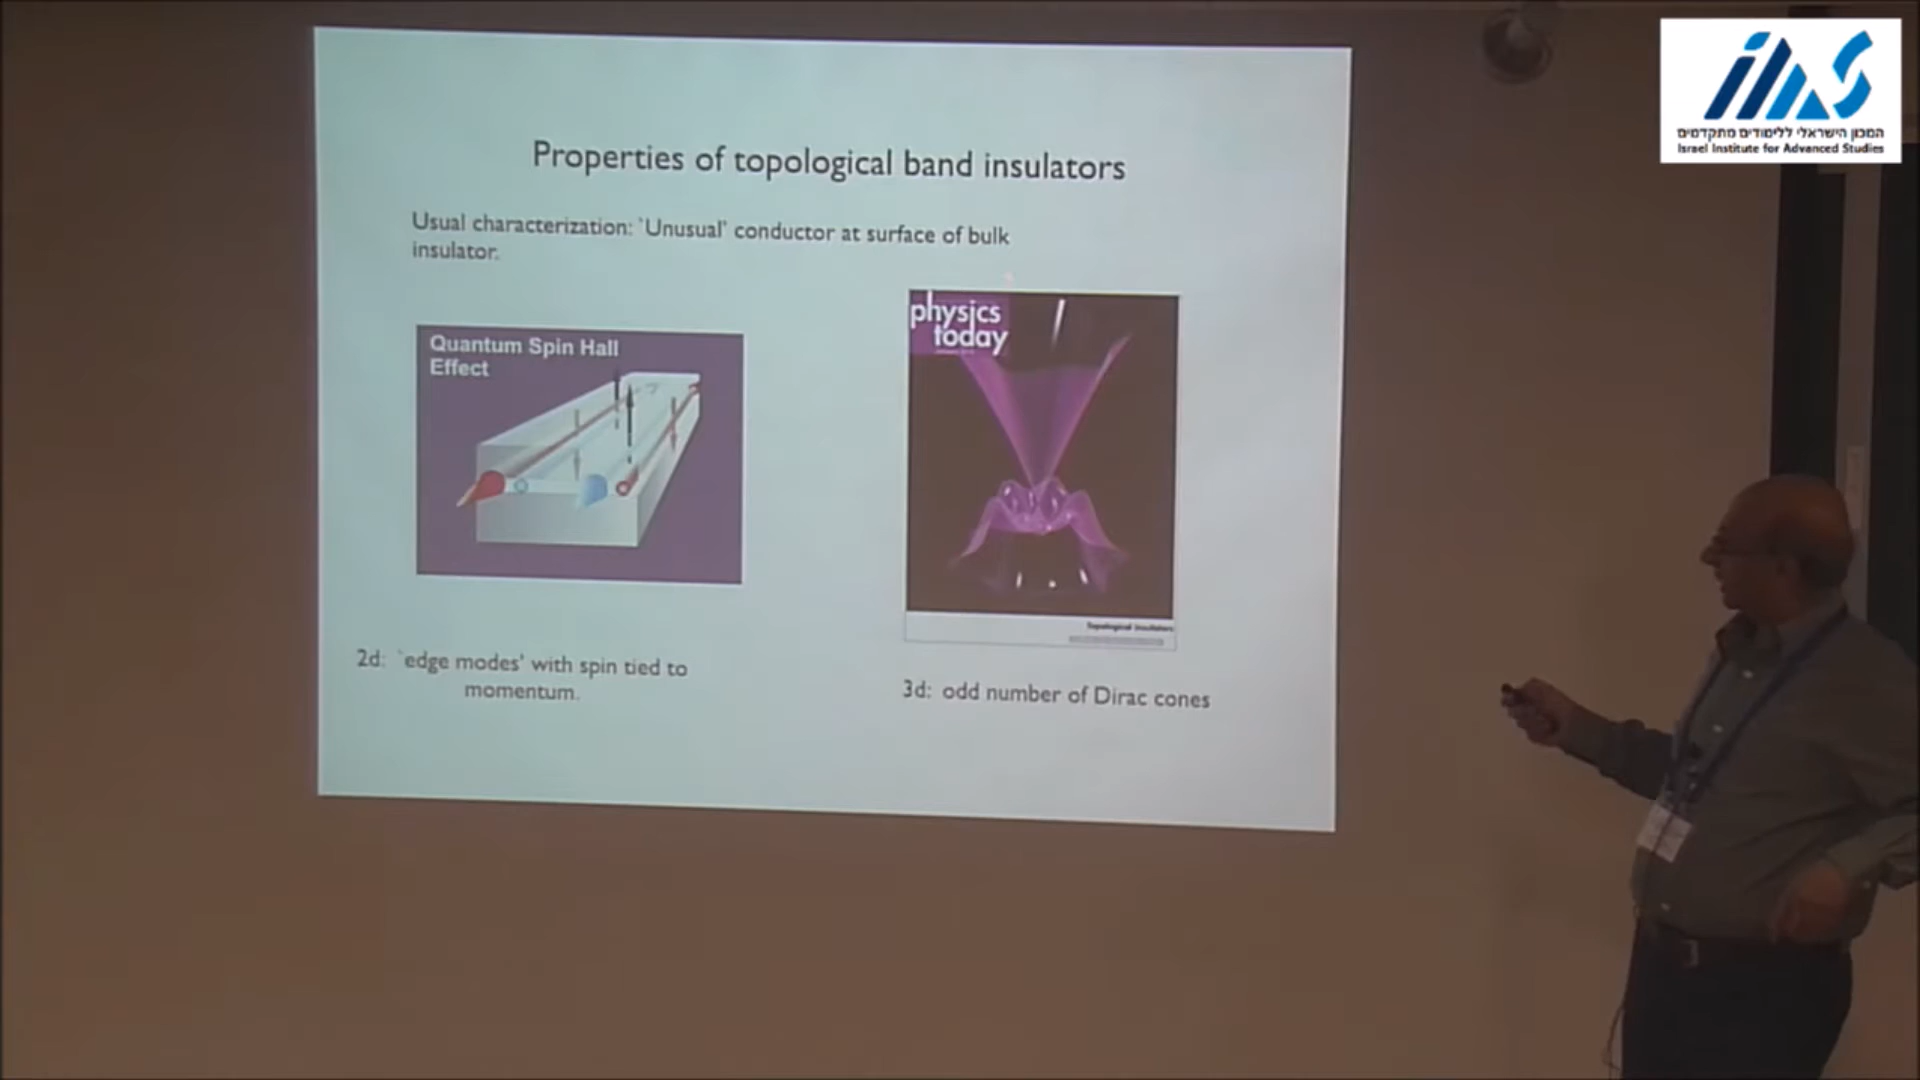 המכון הישראלי ללימודים מתקדמים
Israel Institute for Advanced Studies
Properties of topological band insulators
Usual characterization: `Unusual' conductor at surface of bulk
insulator.
Quantum Spin Hall
Effect
physics
today
Topological insulators
2d: `edge modes' with spin tied to
momentum.
3d: odd number of Dirac cones